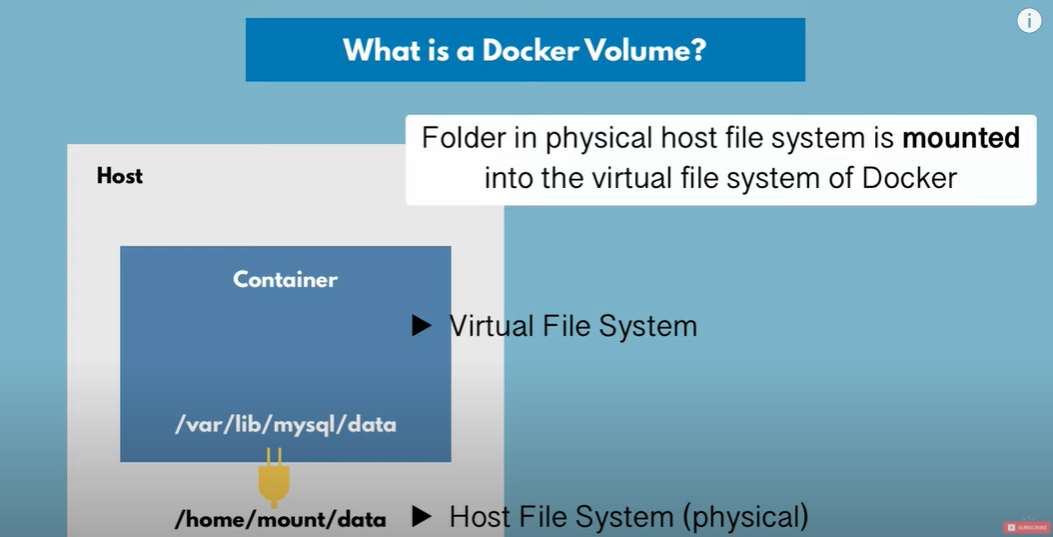 What is a Docker Volume?
Folder in physical host file system is mounted
into the virtual file system of Docker
Host
Container
Virtual File System
/var/lib/mysql/data
/home/mount/data
Host File System (physical)
SUBSCRIBE